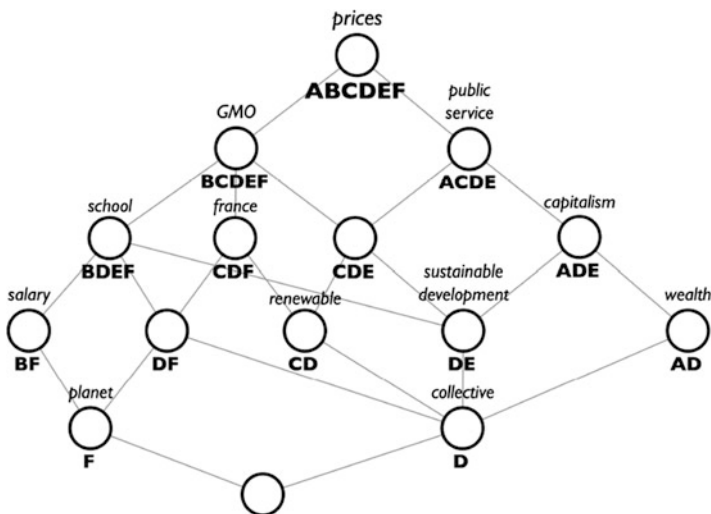 prices
ABCDEF
public
service
GMO
BCDEF
ACDE
school
france
capitalism
BDEF
CDF
CDE
ADE
sustainable
development
salary
renewable
wealth
BF
DF
CD
DE
AD
planet
collective
F
D